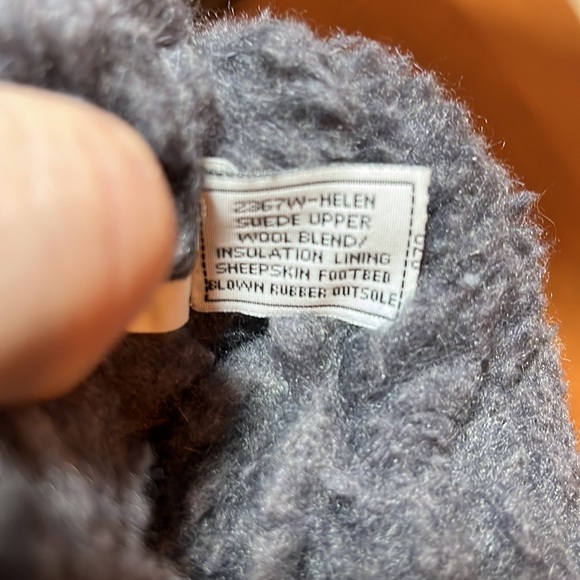 2367W-HELEN
SUEDE UPPER
WOOL BLEND/
INSULATION LINING
SHEEPSKIN FOOTBED
BLOWN RUBBER OUTSOLE